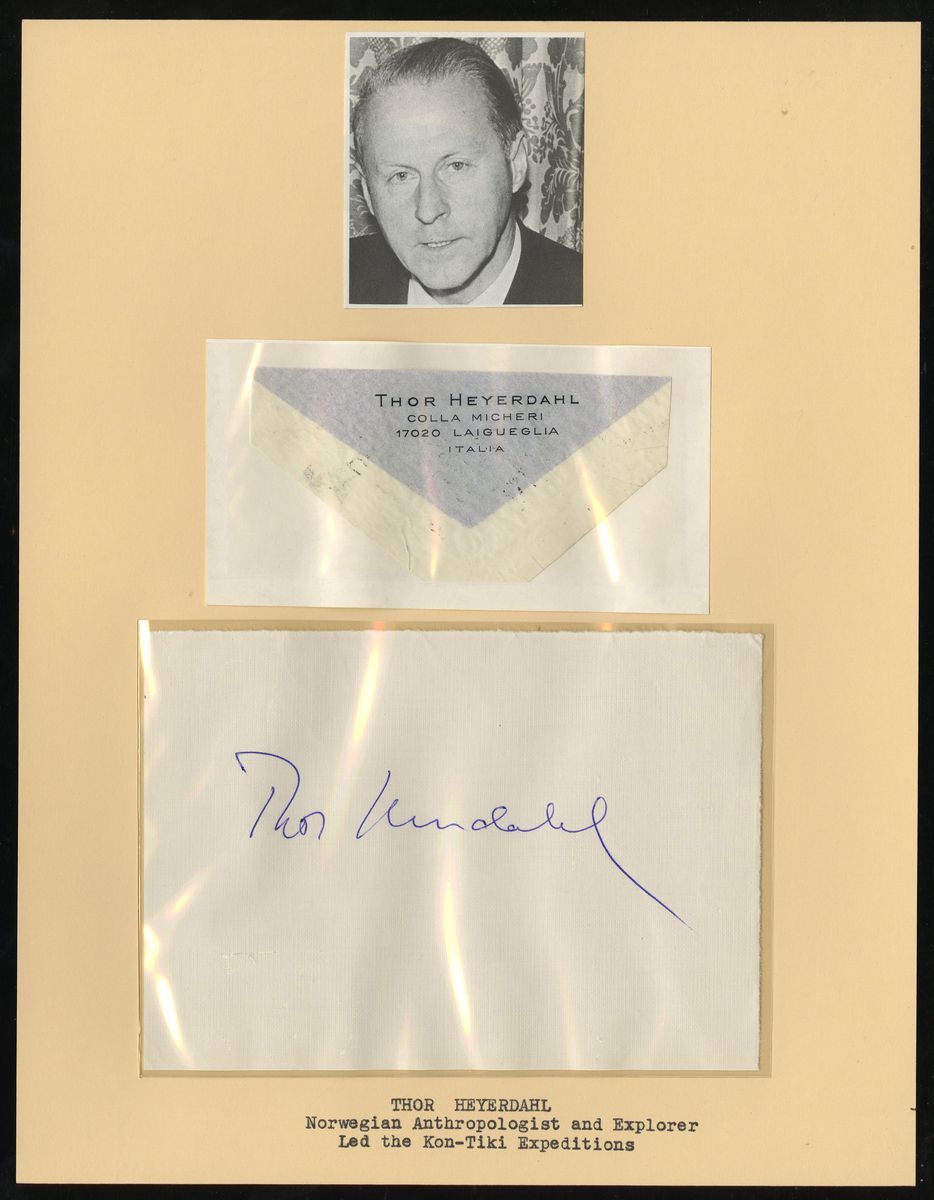 THOR HEYERDAHL
COLLA MICHERI
17020 LAIGUEGLIA
ITALIA
Thor Heyerdahl
THOR HEYERDAHL
Norwegian Anthropologist and Explorer
Led the Kon-Tiki Expeditions